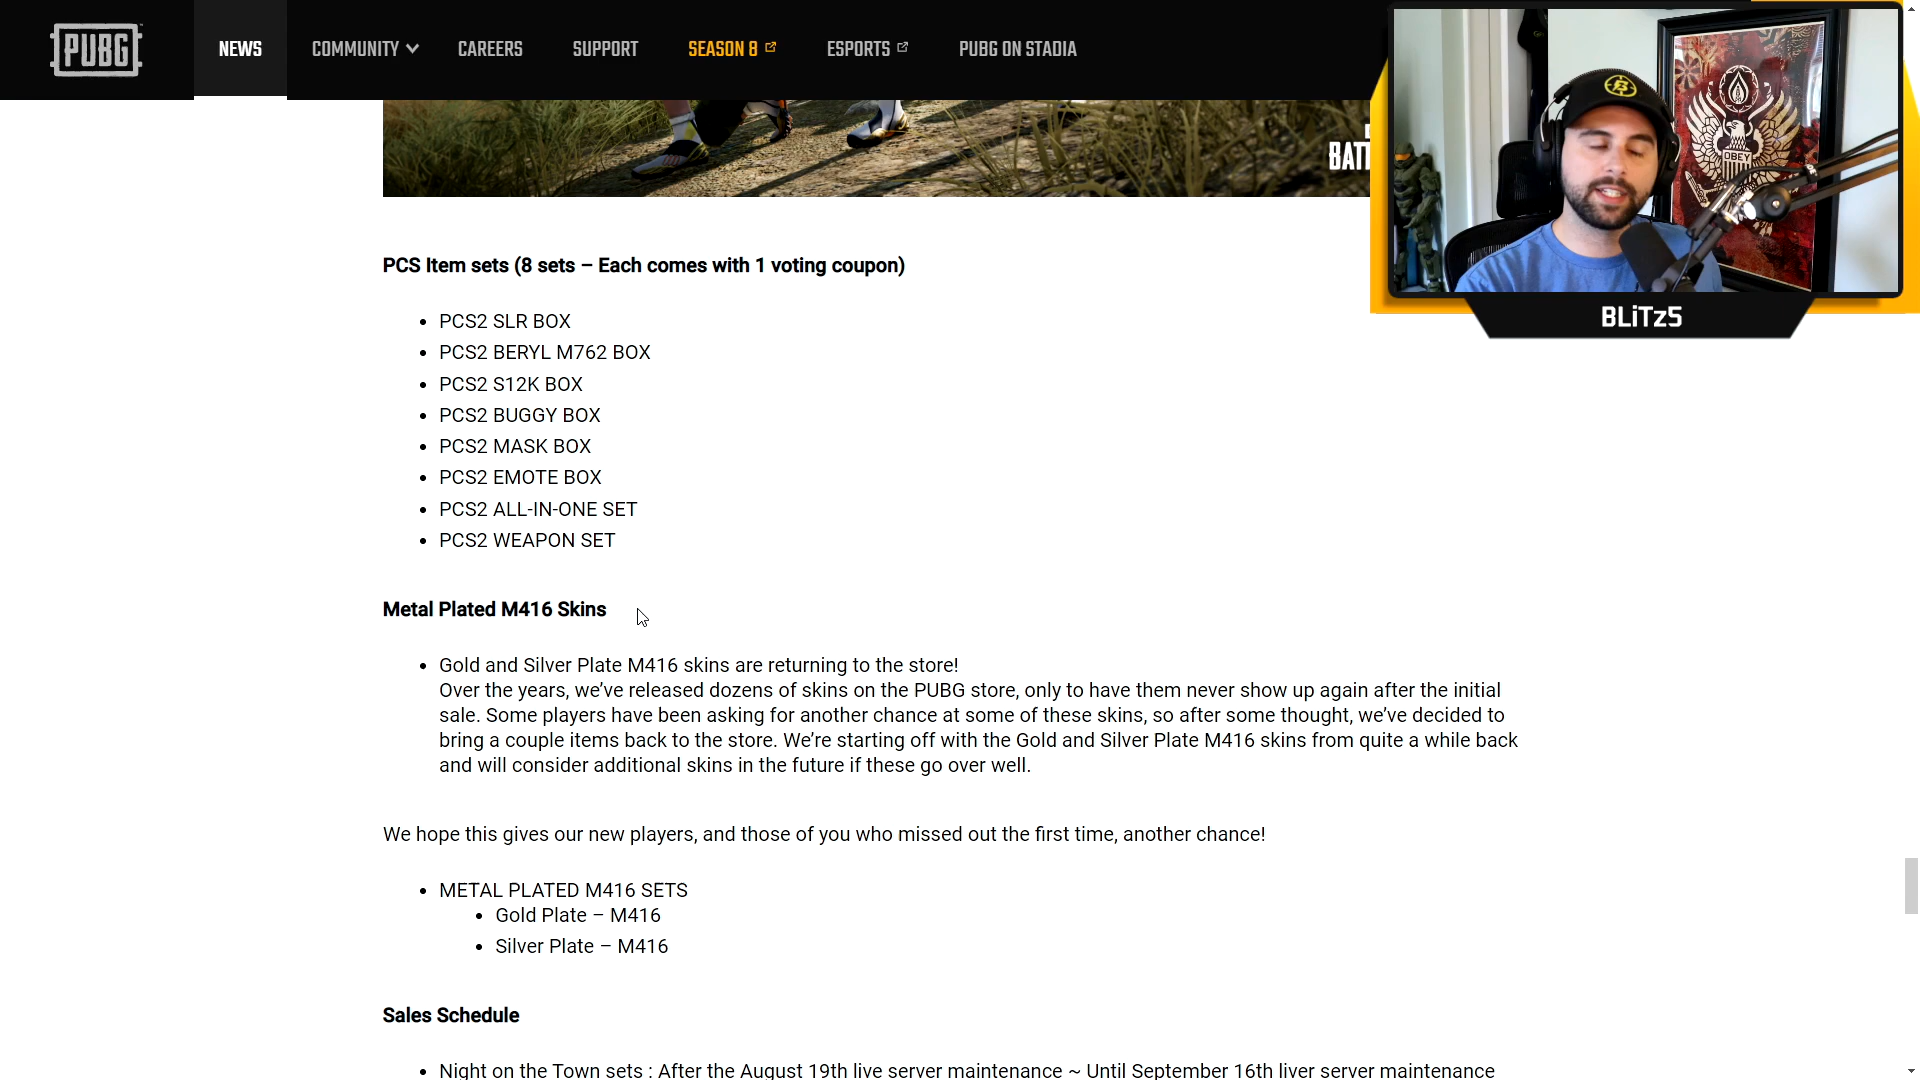 PUBG
NEWS
COMMUNITY
CAREERS
SUPPORT
SEASON 8
ESPORTS
PUBG ON STADIA
OBEY
BLiTz5
PCS Item sets (8 sets – Each comes with 1 voting coupon)
• PCS2 SLR BOX
• PCS2 BERYL M762 BOX
• PCS2 S12K BOX
• PCS2 BUGGY BOX
• PCS2 MASK BOX
• PCS2 EMOTE BOX
• PCS2 ALL-IN-ONE SET
• PCS2 WEAPON SET
Metal Plated M416 Skins
• Gold and Silver Plate M416 skins are returning to the store!
Over the years, we’ve released dozens of skins on the PUBG store, only to have them never show up again after the initial
sale. Some players have been asking for another chance at some of these skins, so after some thought, we’ve decided to
bring a couple items back to the store. We’re starting off with the Gold and Silver Plate M416 skins from quite a while back
and will consider additional skins in the future if these go over well.
We hope this gives our new players, and those of you who missed out the first time, another chance!
• METAL PLATED M416 SETS
• Gold Plate – M416
• Silver Plate – M416
Sales Schedule
• Night on the Town sets : After the August 19th live server maintenance ~ Until September 16th liver server maintenance